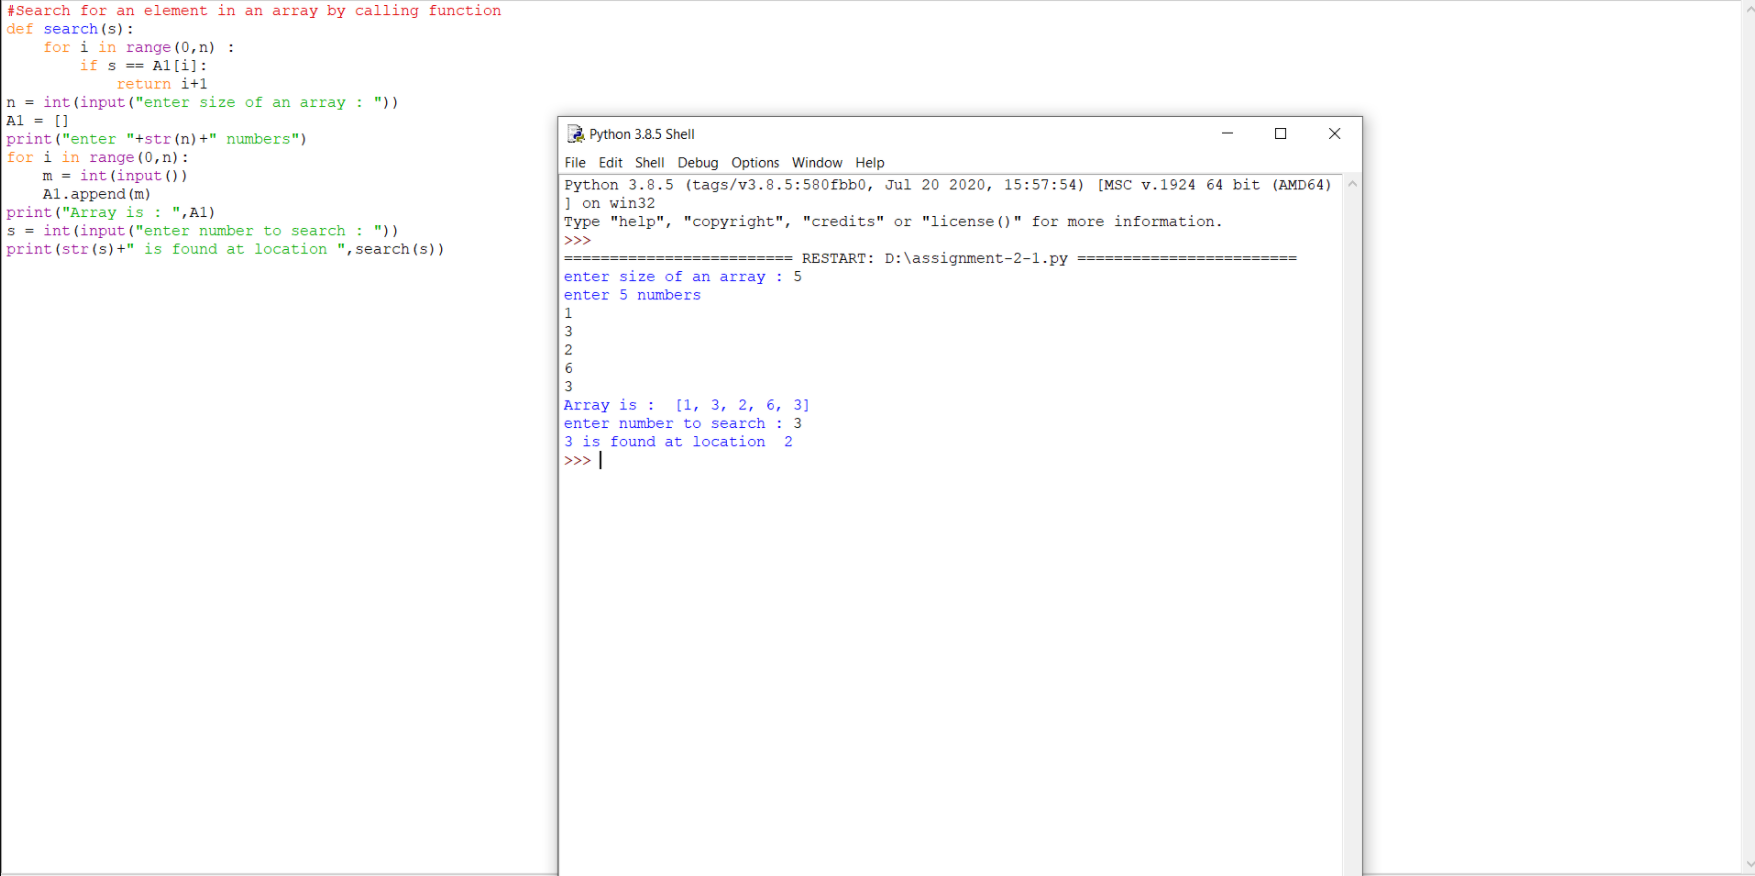 #Search for an element in an array by calling function
def search(s):
    for i in range(0,n) :
        if s == A1[i]:
            return i+1
n = int(input("enter size of an array : "))
A1 = []
print("enter "+str(n)+" numbers")
for i in range(0,n):
    m = int(input())
    A1.append(m)
print("Array is : ",A1)
s = int(input("enter number to search : "))
print(str(s)+" is found at location ",search(s))
Python 3.8.5 Shell
File Edit Shell Debug Options Window Help
Python 3.8.5 (tags/v3.8.5:580fbb0, Jul 20 2020, 15:57:54) [MSC v.1924 64 bit (AMD64)
] on win32
Type "help", "copyright", "credits" or "license()" for more information.
>>>
========================= RESTART: D:\assignment-2-1.py ========================
enter size of an array : 5
enter 5 numbers
1
3
2
6
3
Array is :  [1, 3, 2, 6, 3]
enter number to search : 3
3 is found at location  2
>>>